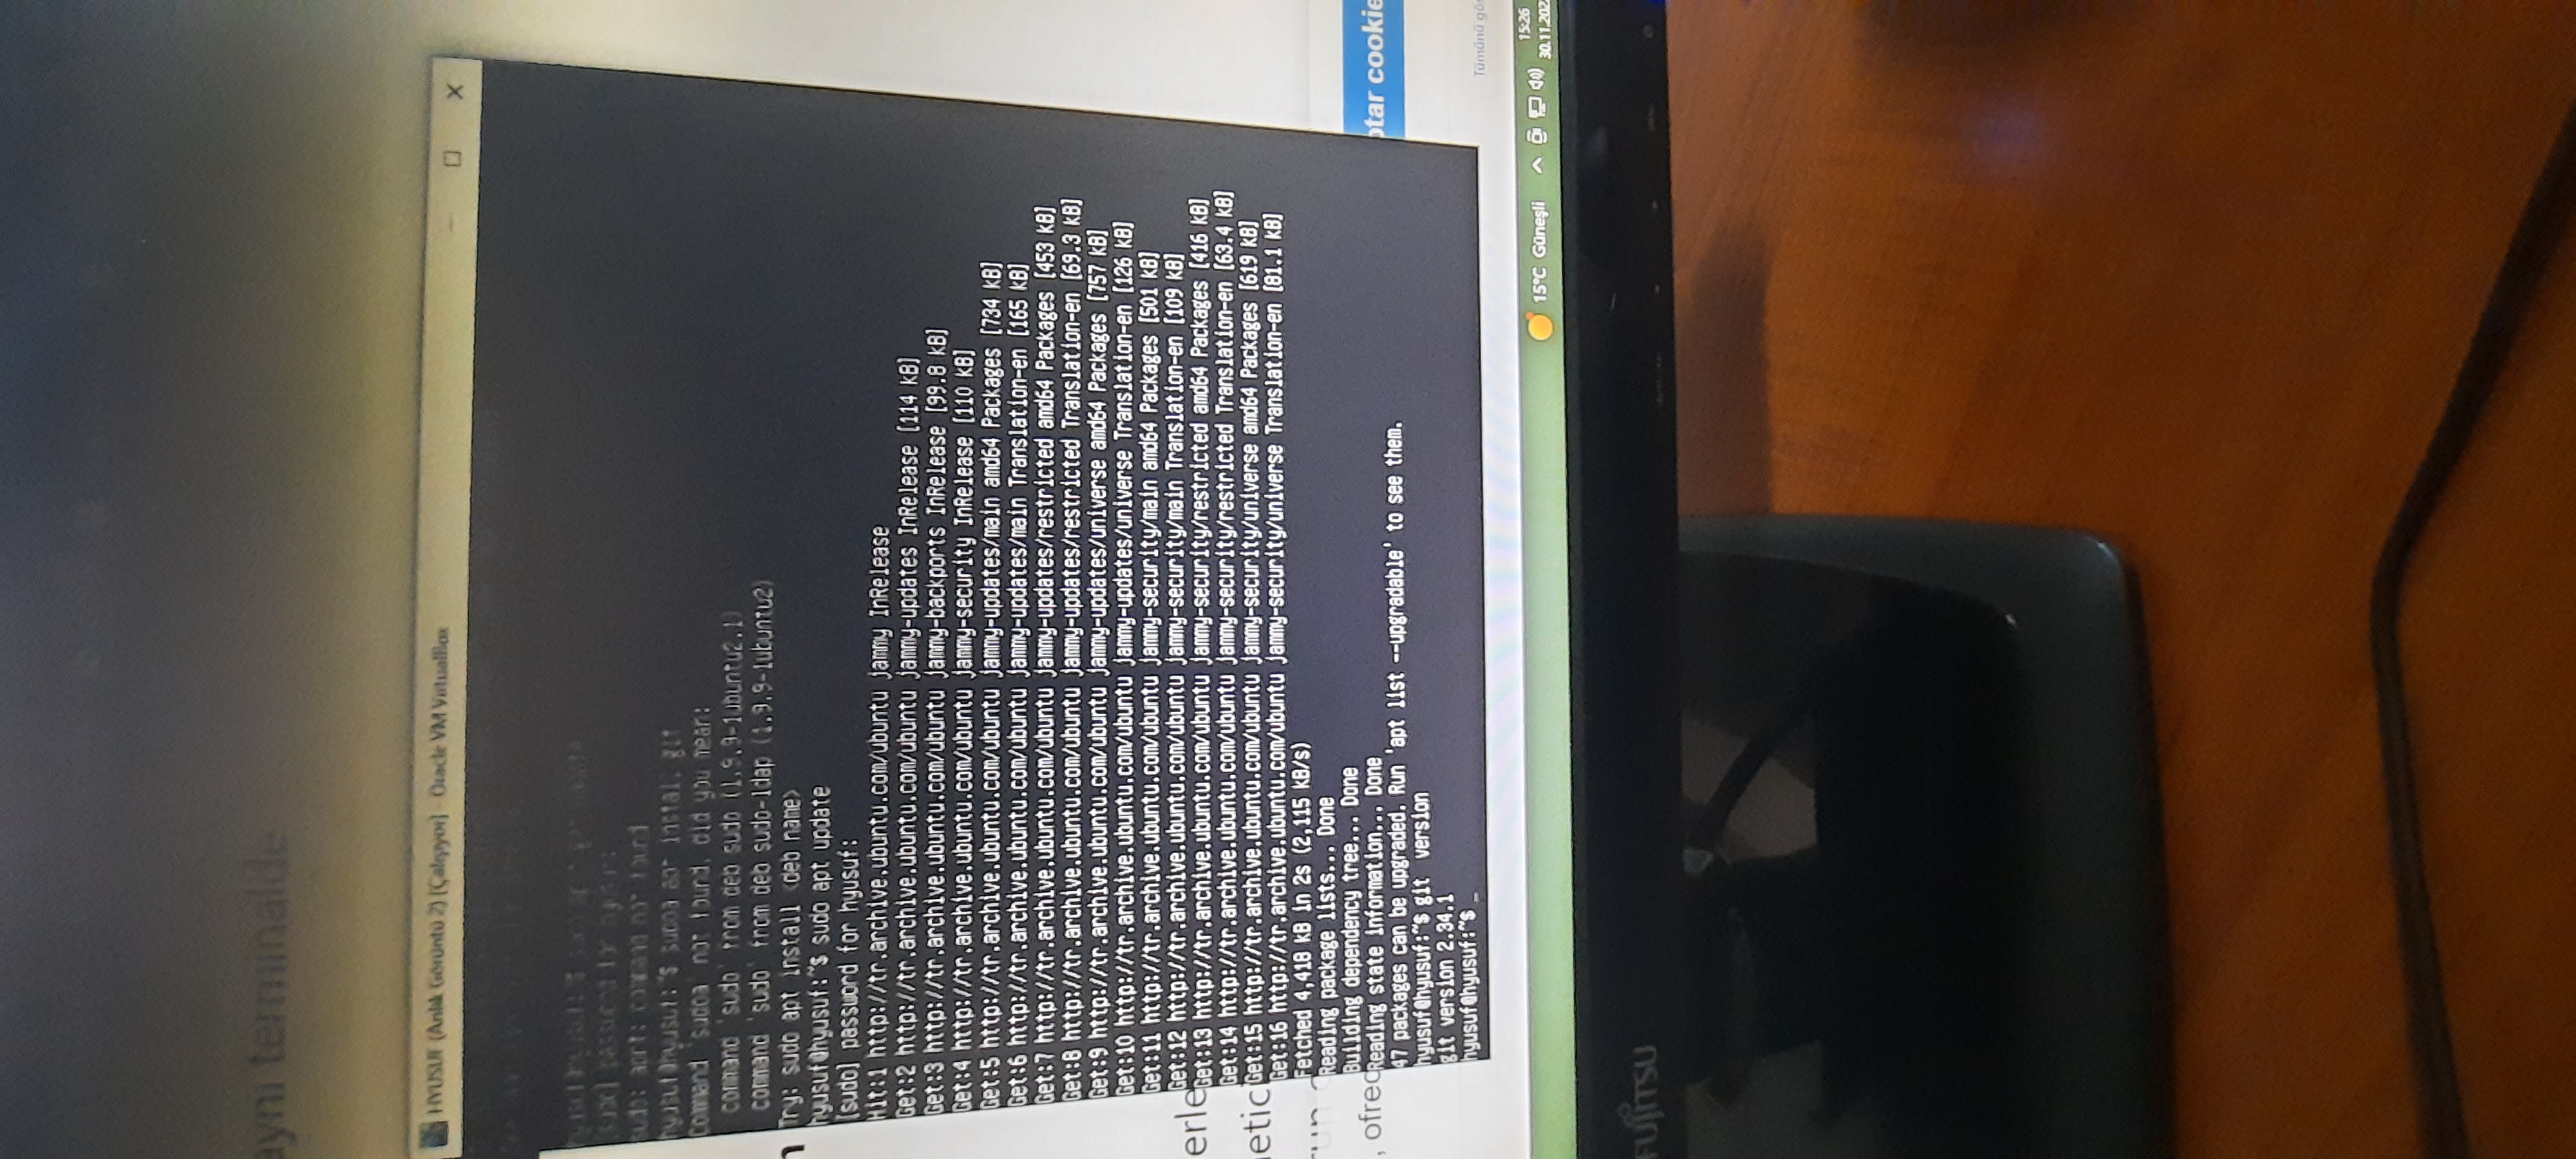 aynı terminalde
HYUSUF (Anlık Görüntü 2) [Çalışıyor] - Oracle VM VirtualBox
[sudo] password for hyusuf:
command not found
hyusuf@hyusuf:~$ sudoa apt install git
Command 'sudoa' not found, did you mean:
command 'sudo' from deb sudo (1.9.9-1ubuntu2.1)
command 'sudo' from deb sudo-ldap (1.9.9-1ubuntu2)
Try: sudo apt install <deb name>
hyusuf@hyusuf:~$ sudo apt update
[sudo] password for hyusuf:
Hit:1 http://tr.archive.ubuntu.com/ubuntu jammy InRelease
Get:2 http://tr.archive.ubuntu.com/ubuntu jammy-updates InRelease [114 kB]
Get:3 http://tr.archive.ubuntu.com/ubuntu jammy-backports InRelease [99.8 kB]
Get:4 http://tr.archive.ubuntu.com/ubuntu jammy-security InRelease [110 kB]
Get:5 http://tr.archive.ubuntu.com/ubuntu jammy-updates/main amd64 Packages [734 kB]
Get:6 http://tr.archive.ubuntu.com/ubuntu jammy-updates/main Translation-en [165 kB]
Get:7 http://tr.archive.ubuntu.com/ubuntu jammy-updates/restricted amd64 Packages [453 kB]
Get:8 http://tr.archive.ubuntu.com/ubuntu jammy-updates/restricted Translation-en [69.3 kB]
Get:9 http://tr.archive.ubuntu.com/ubuntu jammy-updates/universe amd64 Packages [757 kB]
Get:10 http://tr.archive.ubuntu.com/ubuntu jammy-updates/universe Translation-en [126 kB]
Get:11 http://tr.archive.ubuntu.com/ubuntu jammy-security/main amd64 Packages [501 kB]
Get:12 http://tr.archive.ubuntu.com/ubuntu jammy-security/main Translation-en [109 kB]
Get:13 http://tr.archive.ubuntu.com/ubuntu jammy-security/restricted amd64 Packages [416 kB]
Get:14 http://tr.archive.ubuntu.com/ubuntu jammy-security/restricted Translation-en [63.4 kB]
Get:15 http://tr.archive.ubuntu.com/ubuntu jammy-security/universe amd64 Packages [619 kB]
Get:16 http://tr.archive.ubuntu.com/ubuntu jammy-security/universe Translation-en [81.1 kB]
Fetched 4,418 kB in 2s (2,115 kB/s)
Reading package lists... Done
Building dependency tree... Done
Reading state information... Done
47 packages can be upgraded. Run 'apt list --upgradable' to see them.
hyusuf@hyusuf:~$ git  version
git version 2.34.1
hyusuf@hyusuf:~$ _
n
erle
netic
, ofrec
ptar cookie
Tümünü gös
15°C Güneşli
15:26
30.11.202
FUJITSU